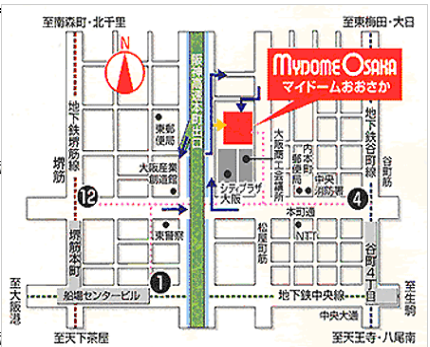 至南森町・北千里
至東梅田・大日
N
MYDOME OSAKA
マイドームおおさか
阪神高速本町出口
地下鉄堺筋線
堺筋
東郵便局
大阪産業創造館
シティプラザ大阪
大阪商工会議所
内本町郵便局
中央消防署
地下鉄谷町線
谷町筋
12
4
本町通
東警察
松屋町筋
NTT
堺筋本町
谷町4丁目
1
至大阪港
船場センタービル
地下鉄中央線
至生駒
中央大通
至天下茶屋
至天王寺・八尾南